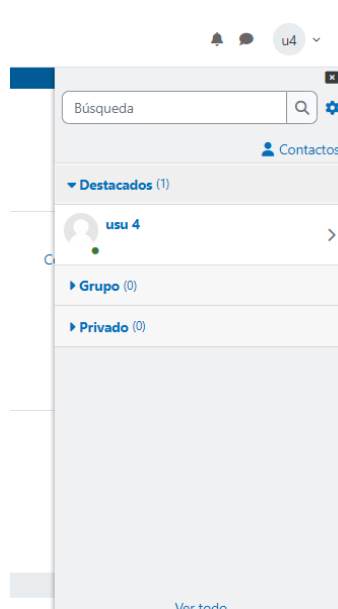 u4
Búsqueda
Contactos
Destacados (1)
usu 4
Grupo (0)
Privado (0)
Ver todo